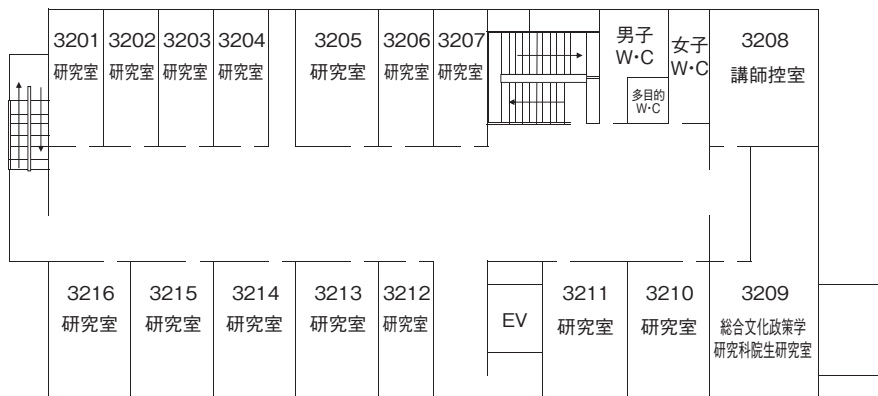 3201
研究室
3202
研究室
3203
研究室
3204
研究室
3205
研究室
3206
研究室
3207
研究室
男子
W・C
多目的
W・C
女子
W・C
3208
講師控室
3216
研究室
3215
研究室
3214
研究室
3213
研究室
3212
研究室
EV
3211
研究室
3210
研究室
3209
総合文化政策学
研究科院生研究室